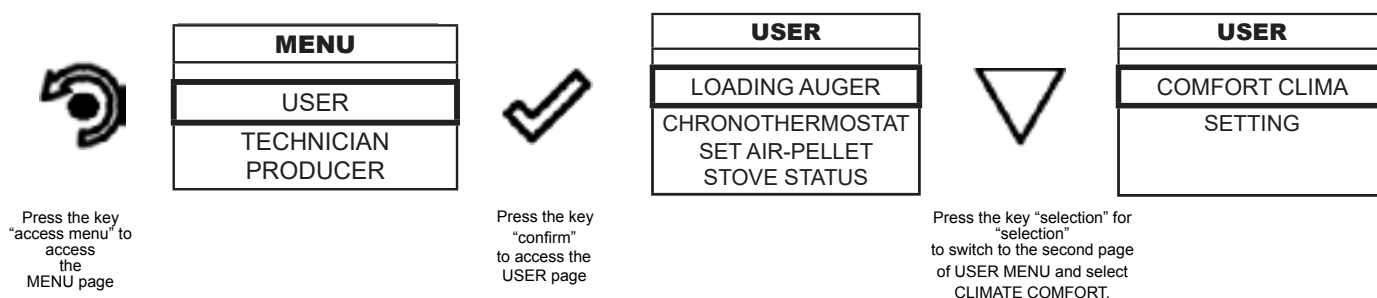 MENU
USER
TECHNICIAN
PRODUCER
Press the key
“access menu” to
access
the
MENU page
Press the key
“confirm”
to access the
USER page
USER
LOADING AUGER
CHRONOTHERMOSTAT
SET AIR-PELLET
STOVE STATUS
Press the key “selection” for
“selection”
to switch to the second page
of USER MENU and select
CLIMATE COMFORT.
USER
COMFORT CLIMA
SETTING